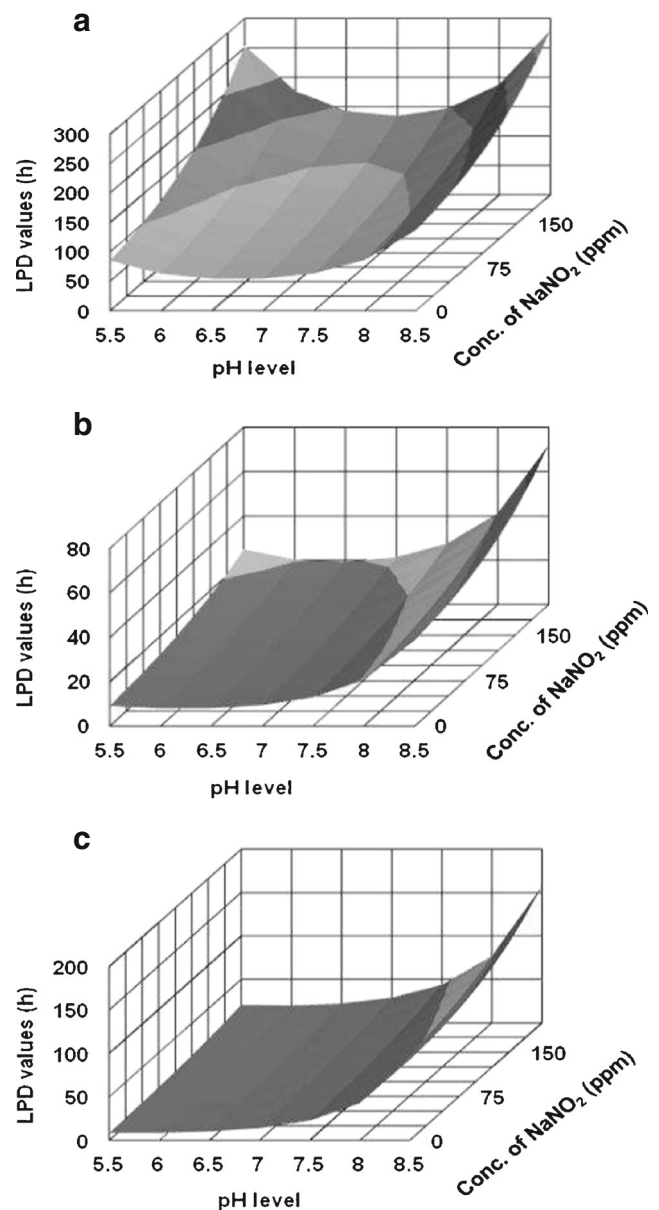 a
300
250
200
150
100
50
0
LPD values (h)
5.5 6 6.5 7 7.5 8 8.5
pH level
0 75 150
Conc. of NaNO₂ (ppm)
b
80
60
40
20
0
LPD values (h)
5.5 6 6.5 7 7.5 8 8.5
pH level
0 75 150
Conc. of NaNO₂ (ppm)
c
200
150
100
50
0
LPD values (h)
5.5 6 6.5 7 7.5 8 8.5
pH level
0 75 150
Conc. of NaNO₂ (ppm)